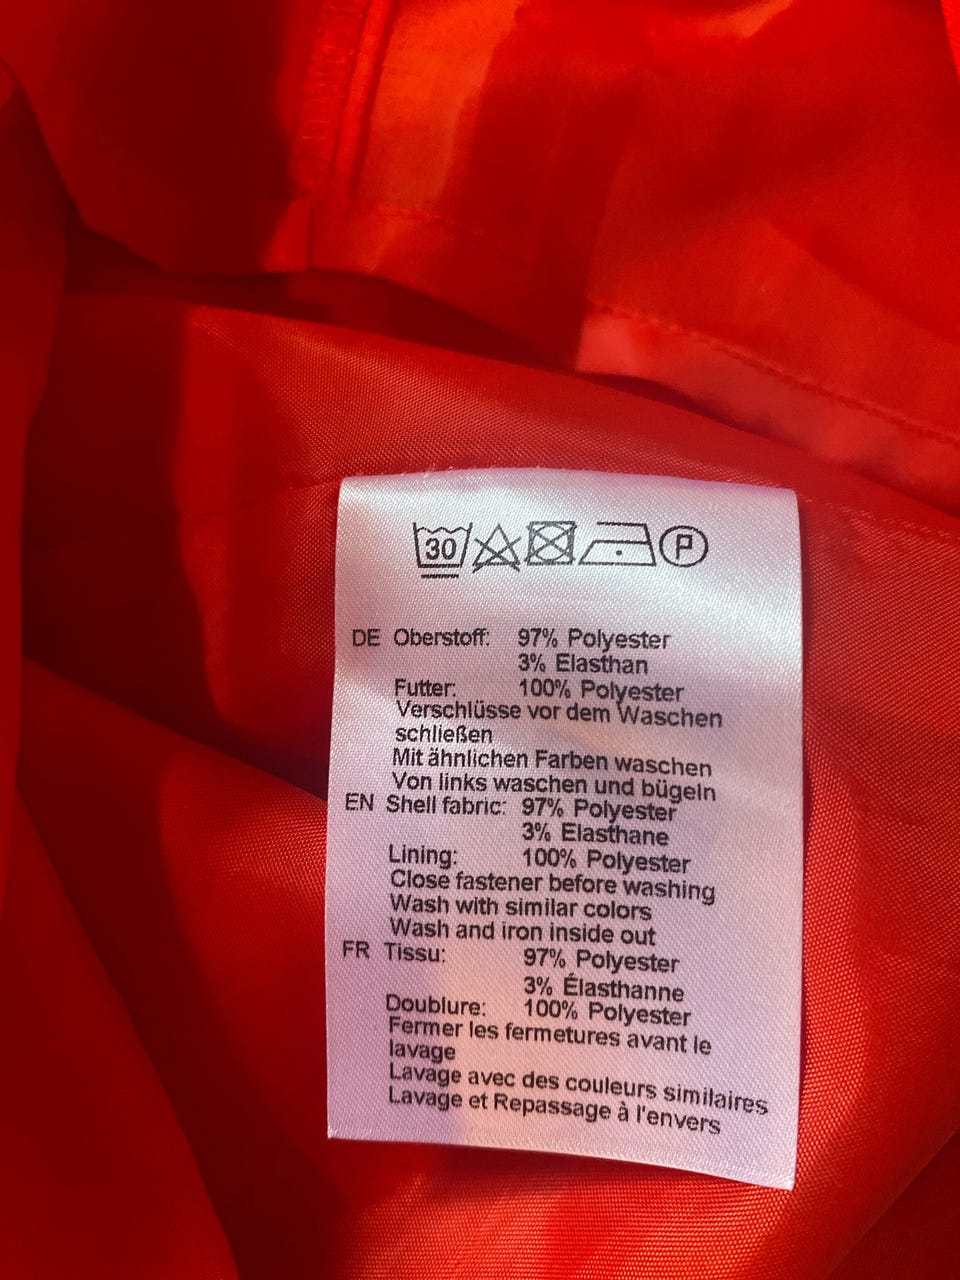 30 P
DE Oberstoff: 97% Polyester
3% Elasthan
Futter: 100% Polyester
Verschlüsse vor dem Waschen
schließen
Mit ähnlichen Farben waschen
Von links waschen und bügeln
EN Shell fabric: 97% Polyester
3% Elasthane
Lining: 100% Polyester
Close fastener before washing
Wash with similar colors
Wash and iron inside out
FR Tissu: 97% Polyester
3% Élasthanne
Doublure: 100% Polyester
Fermer les fermetures avant le
lavage
Lavage avec des couleurs similaires
Lavage et Repassage à l'envers